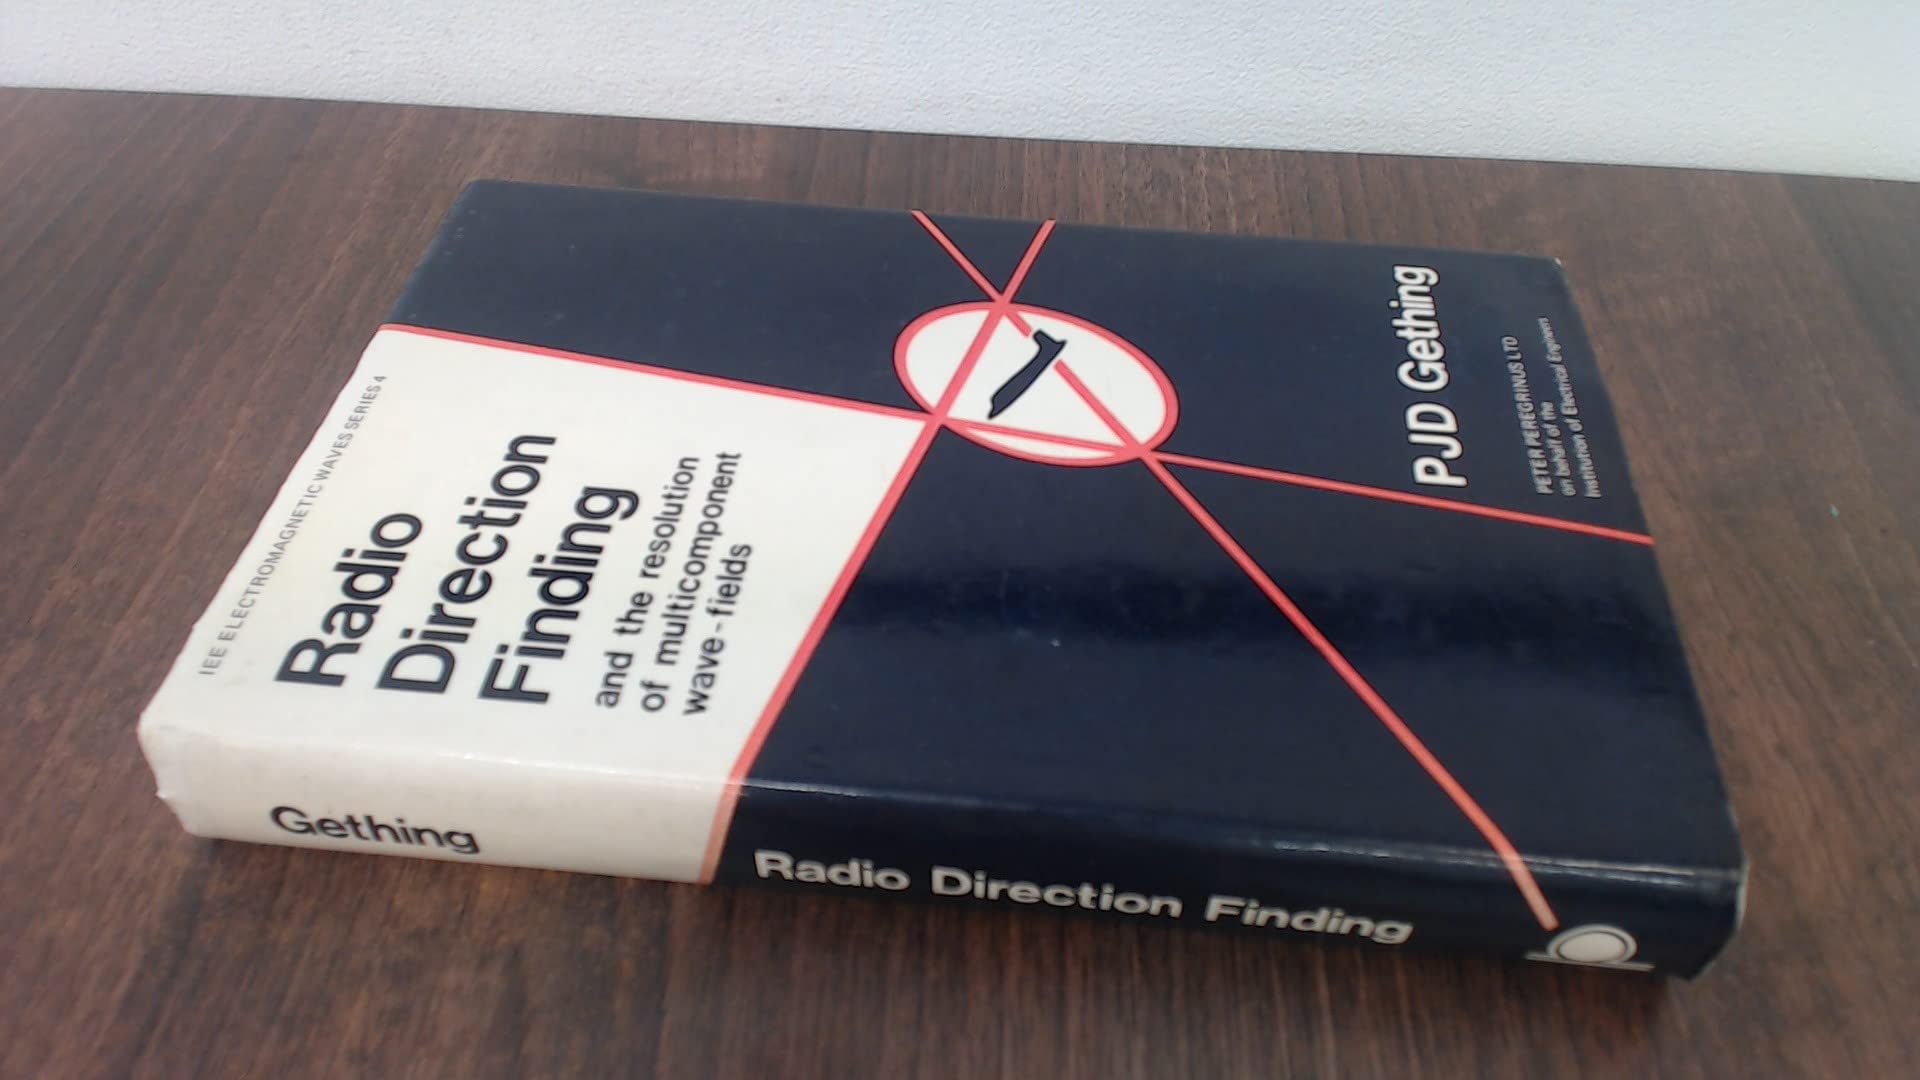 IEE ELECTROMAGNETIC WAVES SERIES 4
Radio
Direction
Finding
and the resolution
of multicomponent
wave-fields
PJD Gething
PETER PEREGRINUS LTD
on behalf of the
Institution of Electrical Engineers
Gething
Radio Direction Finding